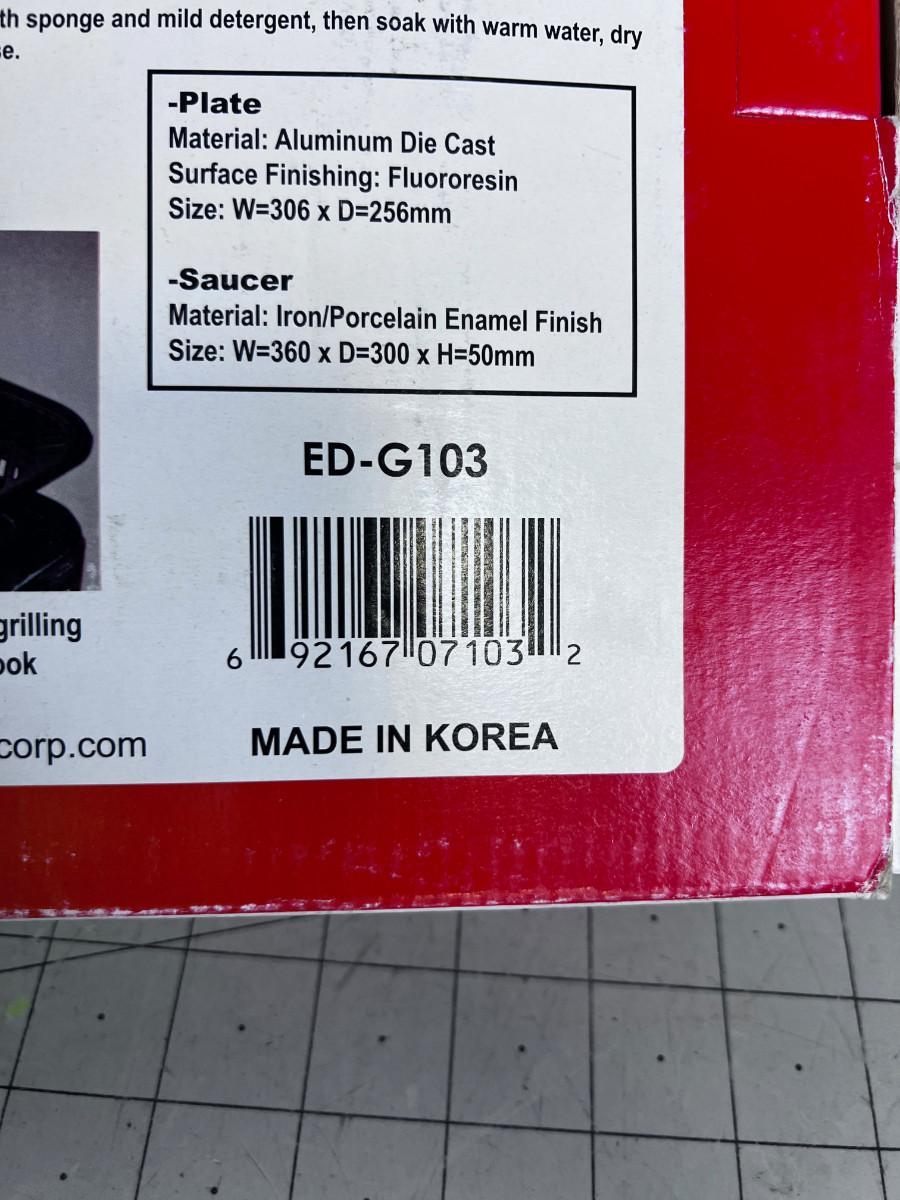 th sponge and mild detergent, then soak with warm water, dry
se.
-Plate
Material: Aluminum Die Cast
Surface Finishing: Fluororesin
Size: W=306 x D=256mm
-Saucer
Material: Iron/Porcelain Enamel Finish
Size: W=360 x D=300 x H=50mm
ED-G103
6 92167 07103 2
grilling
ook
corp.com
MADE IN KOREA